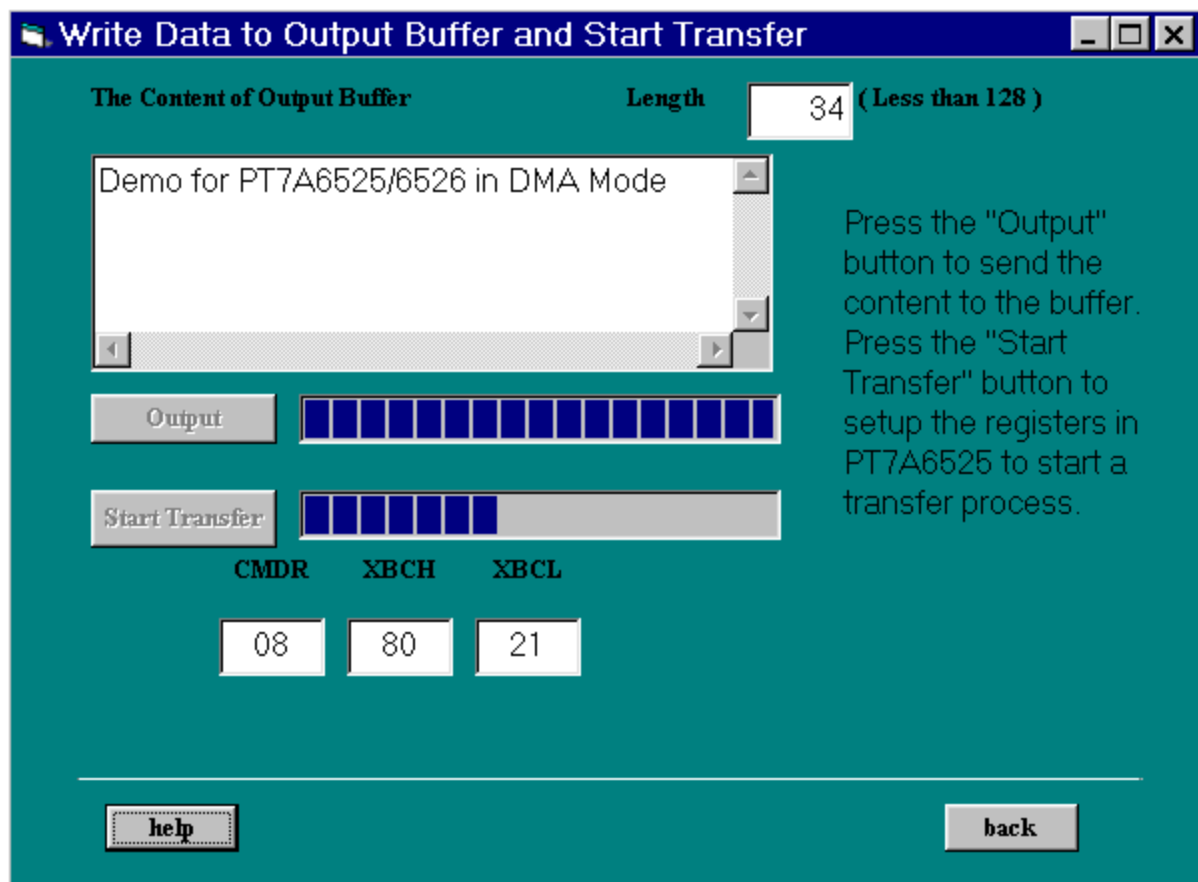 Write Data to Output Buffer and Start Transfer
The Content of Output Buffer Length 34 ( Less than 128 )
Demo for PT7A6525/6526 in DMA Mode
Press the "Output"
button to send the
content to the buffer.
Press the "Start
Transfer" button to
setup the registers in
PT7A6525 to start a
transfer process.
Output
Start Transfer
CMDR XBCH XBCL
08 80 21
help back